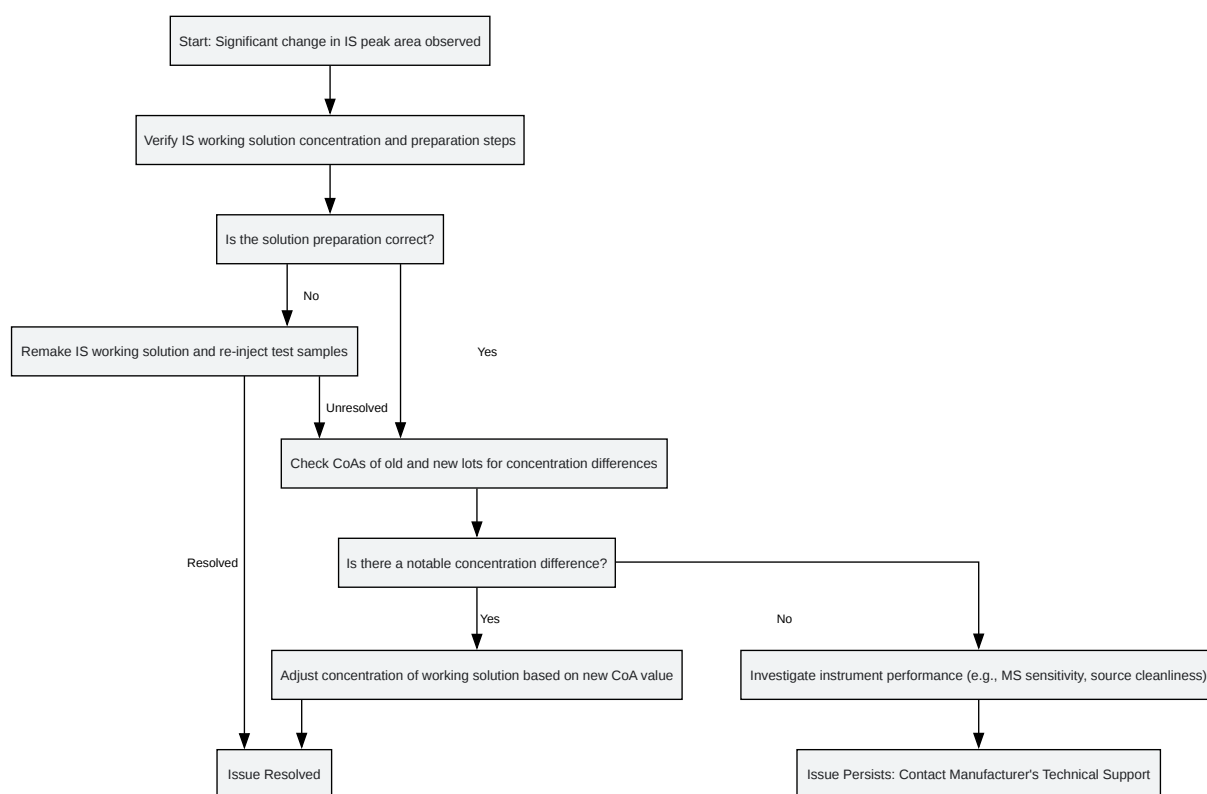 Start: Significant change in IS peak area observed
Verify IS working solution concentration and preparation steps
Is the solution preparation correct?
No
Remake IS working solution and re-inject test samples
Yes
Unresolved
Check CoAs of old and new lots for concentration differences
Resolved
Is there a notable concentration difference?
Yes
No
Adjust concentration of working solution based on new CoA value
Investigate instrument performance (e.g., MS sensitivity, source cleanliness)
Issue Resolved
Issue Persists: Contact Manufacturer's Technical Support